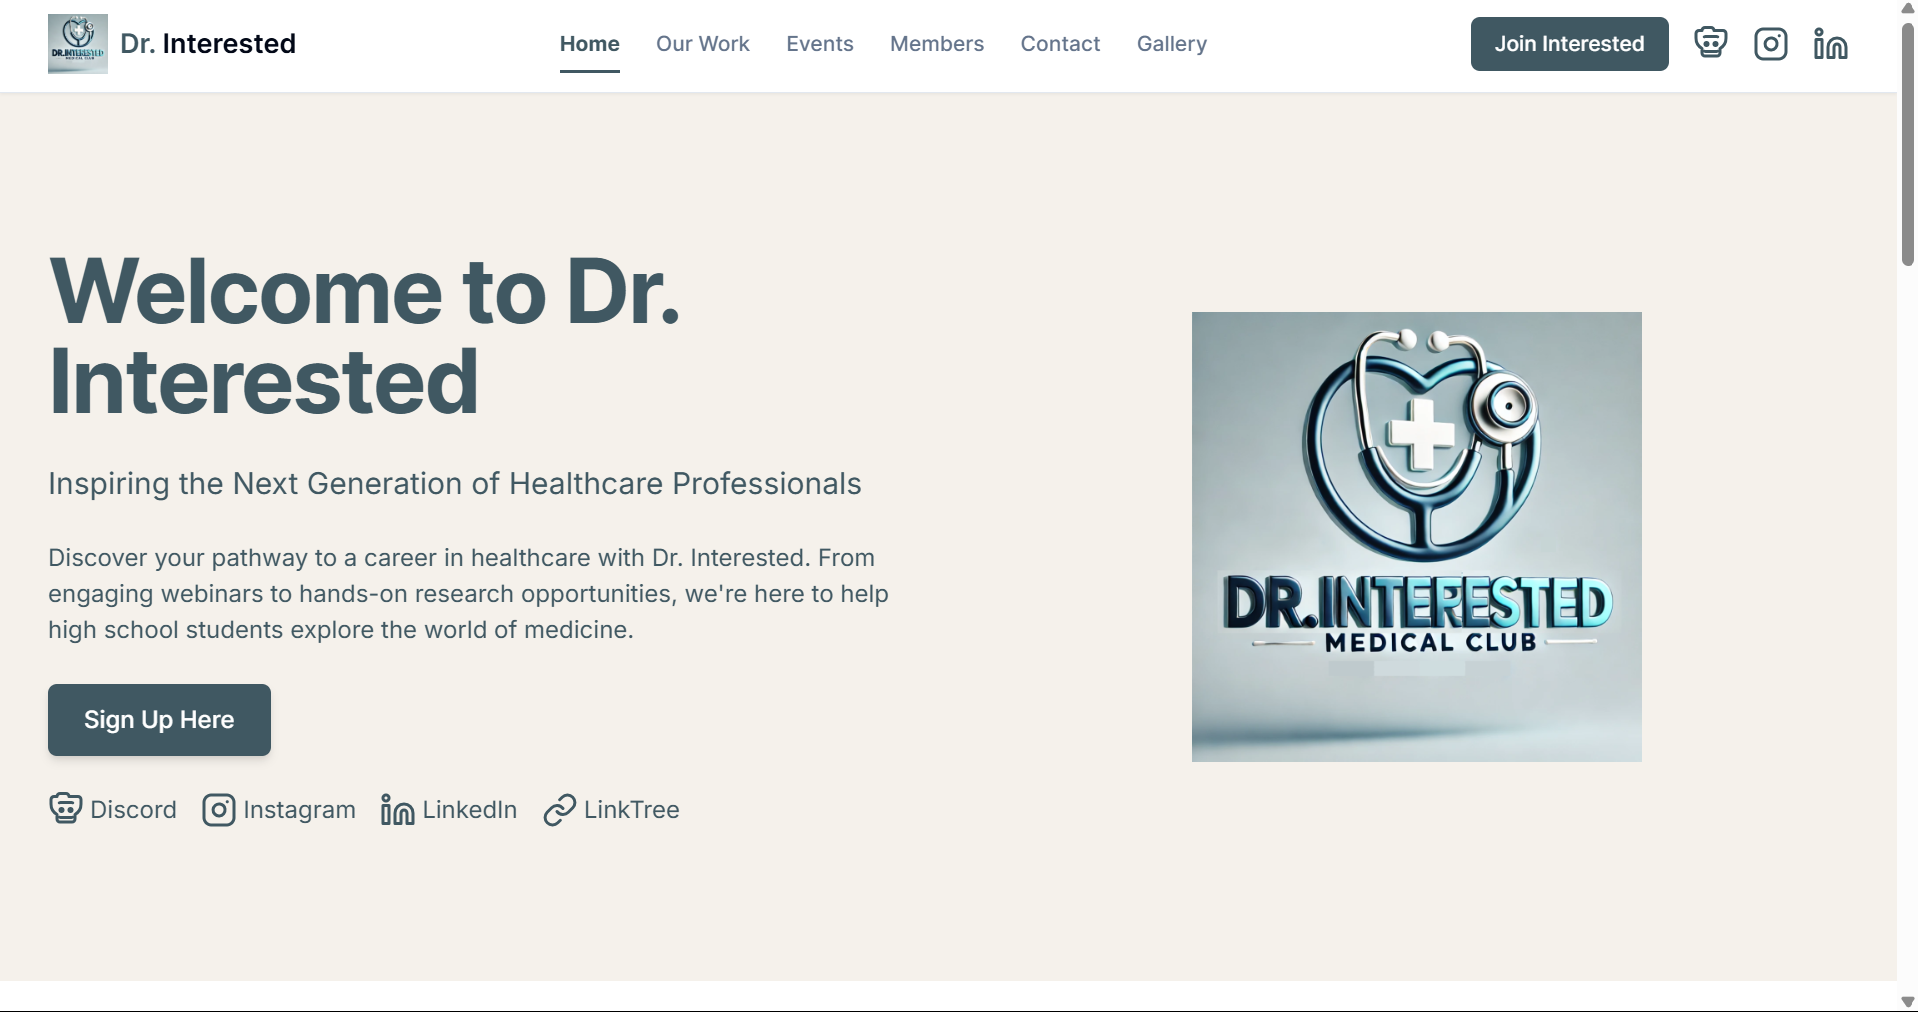 Dr. Interested
Home
Our Work
Events
Members
Contact
Gallery
Join Interested
Welcome to Dr.
Interested
Inspiring the Next Generation of Healthcare Professionals
Discover your pathway to a career in healthcare with Dr. Interested. From
engaging webinars to hands-on research opportunities, we're here to help
high school students explore the world of medicine.
Sign Up Here
Discord
Instagram
LinkedIn
LinkTree
DR.INTERESTED
MEDICAL CLUB